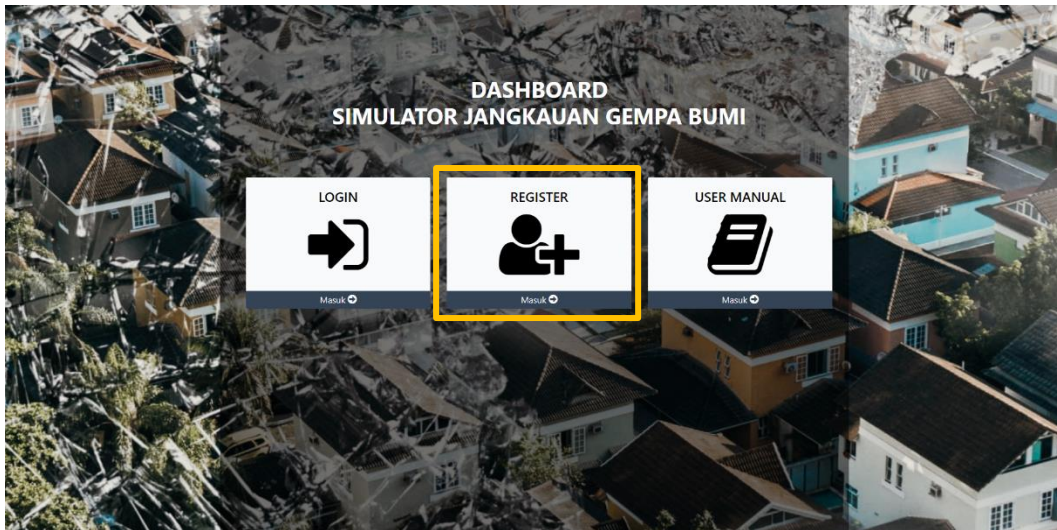 DASHBOARD
SIMULATOR JANGKAUAN GEMPA BUMI
LOGIN
REGISTER
USER MANUAL
Masuk
Masuk
Masuk